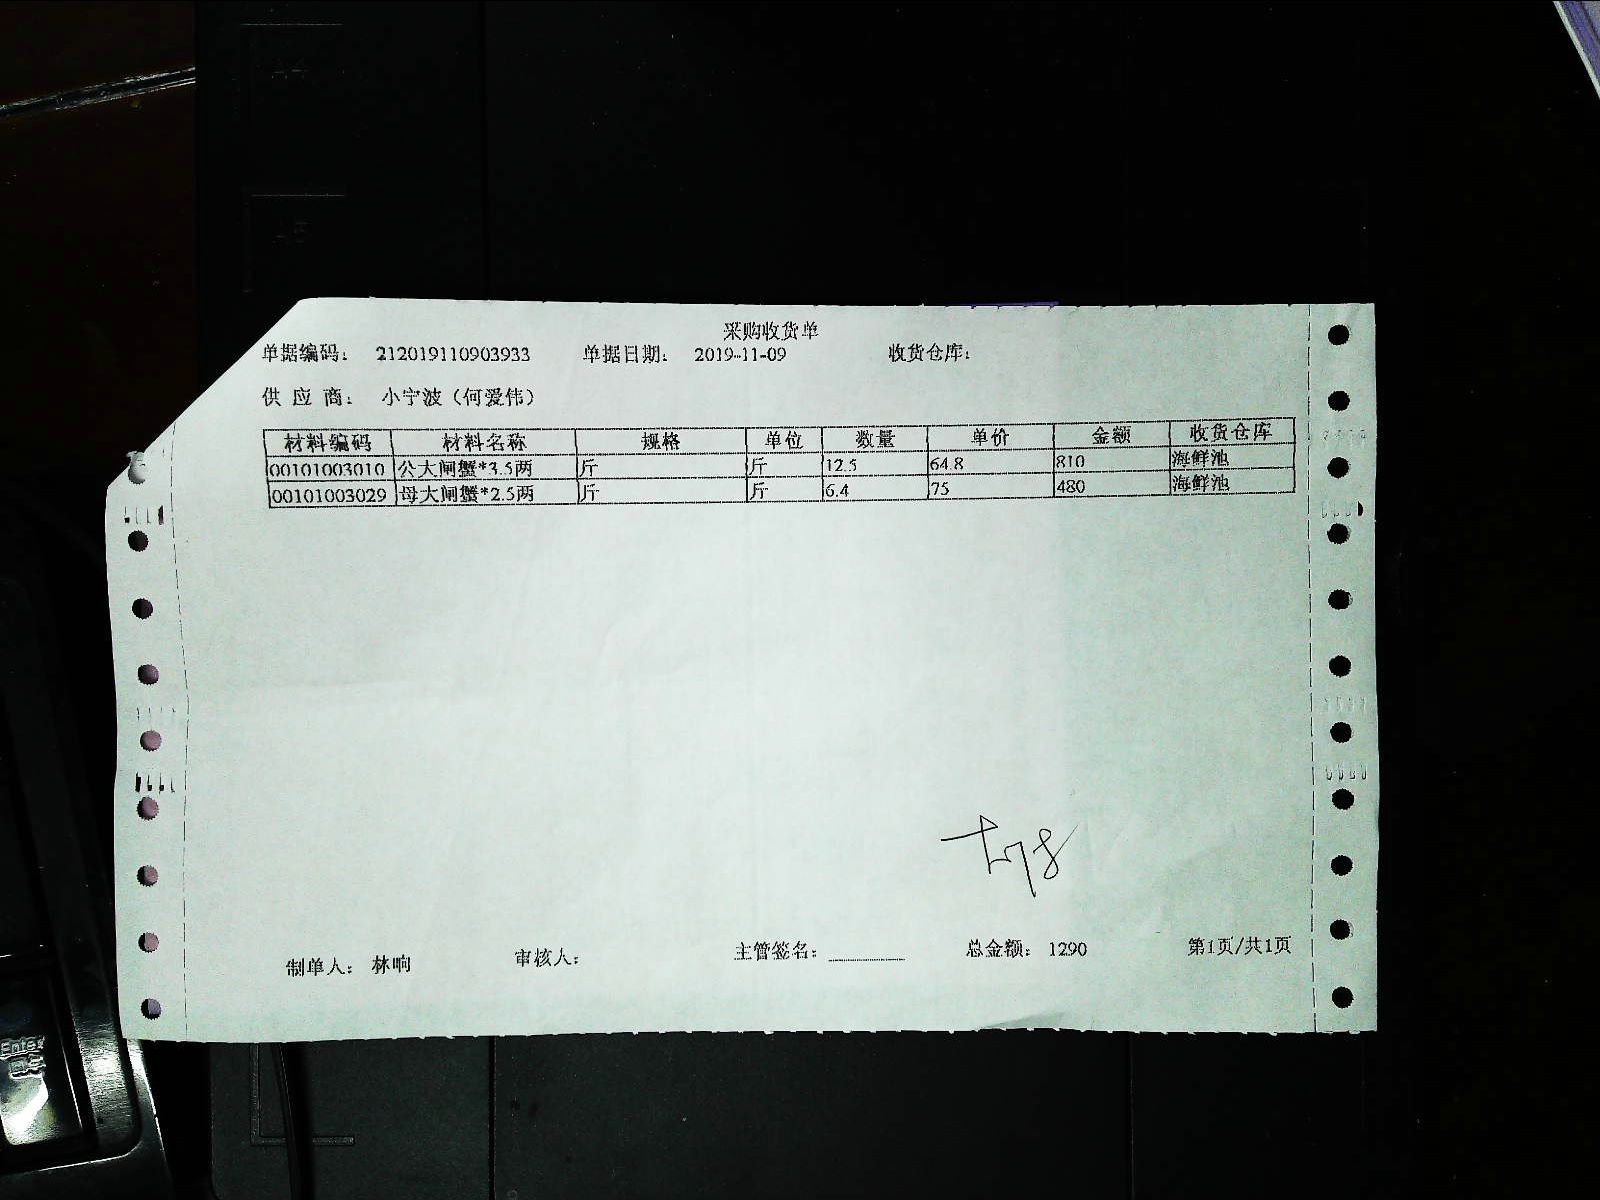 采购收货单
单据编码: 212019110903933 单据日期: 2019-11-09 收货仓库:
供 应 商: 小宁波（何爱伟）
材料编码 材料名称 规格 单位 数量 单价 金额 收货仓库
00101003010 公大闸蟹*3.5两 斤 斤 12.5 64.8 810 海鲜池
00101003029 母大闸蟹*2.5两 斤 斤 6.4 75 480 海鲜池
制单人: 林响 审核人: 主管签名: 总金额: 1290 第1页/共1页
Enter